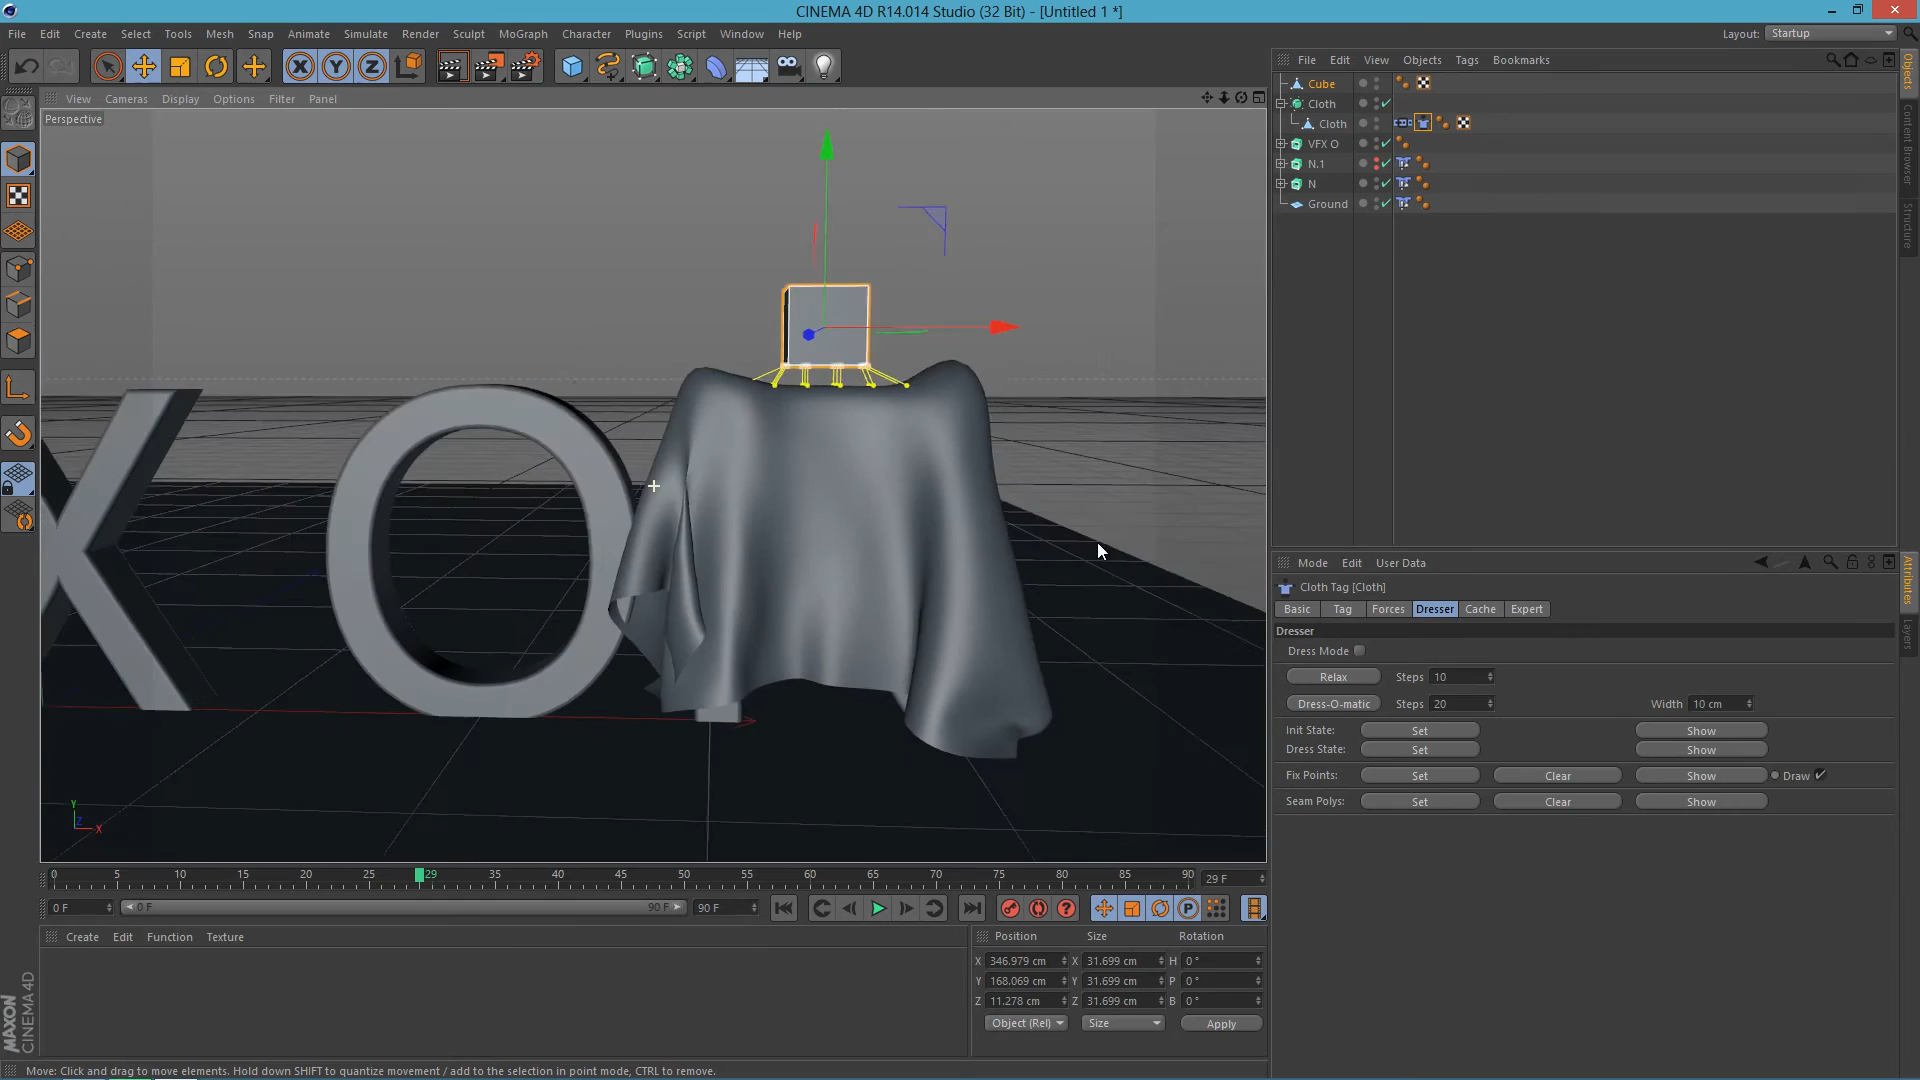 CINEMA 4D R14.014 Studio (32 Bit) - [Untitled 1 *]
File Edit Create Select Tools Mesh Snap Animate Simulate Render Sculpt MoGraph Character Plugins Script Window Help
Layout: Startup
File Edit View Objects Tags Bookmarks
View Cameras Display Options Filter Panel
Perspective
Cube
Cloth
Cloth
VFX O
N.1
N
Ground
Objects
Content Browser
Structure
X O
Y
Z X
Mode Edit User Data
Cloth Tag [Cloth]
Basic Tag Forces Dresser Cache Expert
Dresser
Dress Mode
Relax Steps 10
Dress-O-matic Steps 20 Width 10 cm
Init State: Set Show
Dress State: Set Show
Fix Points: Set Clear Show Draw
Seam Polys: Set Clear Show
Attributes
Layers
0 5 10 15 20 25 29 35 40 45 50 55 60 65 70 75 80 85 90 29 F
0 F 0 F 90 F 90 F
Create Edit Function Texture
Position Size Rotation
X 346.979 cm X 31.699 cm H 0 °
Y 168.069 cm Y 31.699 cm P 0 °
Z 11.278 cm Z 31.699 cm B 0 °
Object (Rel) Size Apply
MAXON
CINEMA 4D
Move: Click and drag to move elements. Hold down SHIFT to quantize movement / add to the selection in point mode, CTRL to remove.